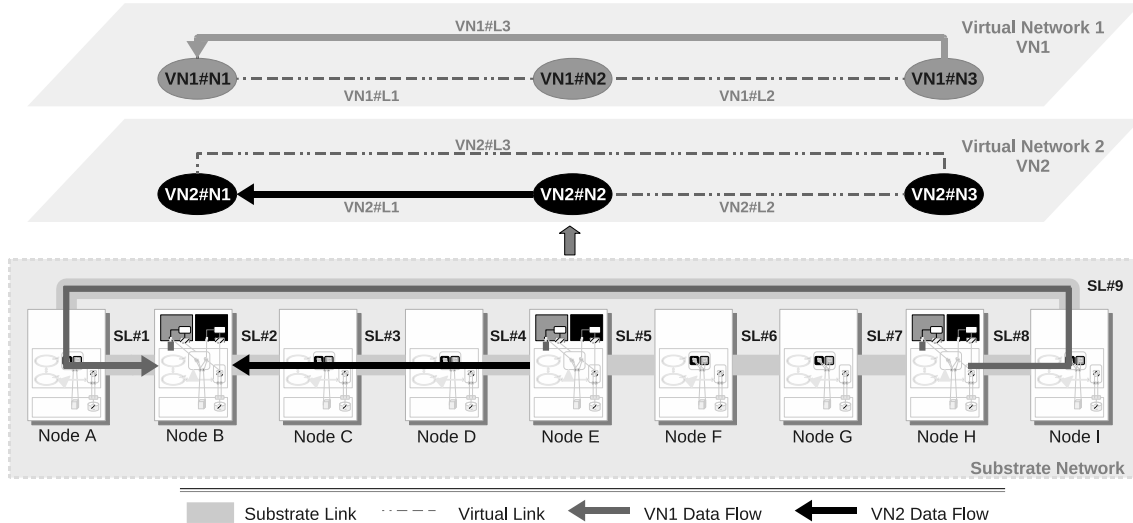 VN1#L3
Virtual Network 1
VN1
VN1#N1
VN1#N2
VN1#N3
VN1#L1
VN1#L2
VN2#L3
Virtual Network 2
VN2
VN2#N1
VN2#N2
VN2#N3
VN2#L1
VN2#L2
SL#9
SL#1
SL#2
SL#3
SL#4
SL#5
SL#6
SL#7
SL#8
Node A
Node B
Node C
Node D
Node E
Node F
Node G
Node H
Node I
Substrate Network
Substrate Link
Virtual Link
VN1 Data Flow
VN2 Data Flow